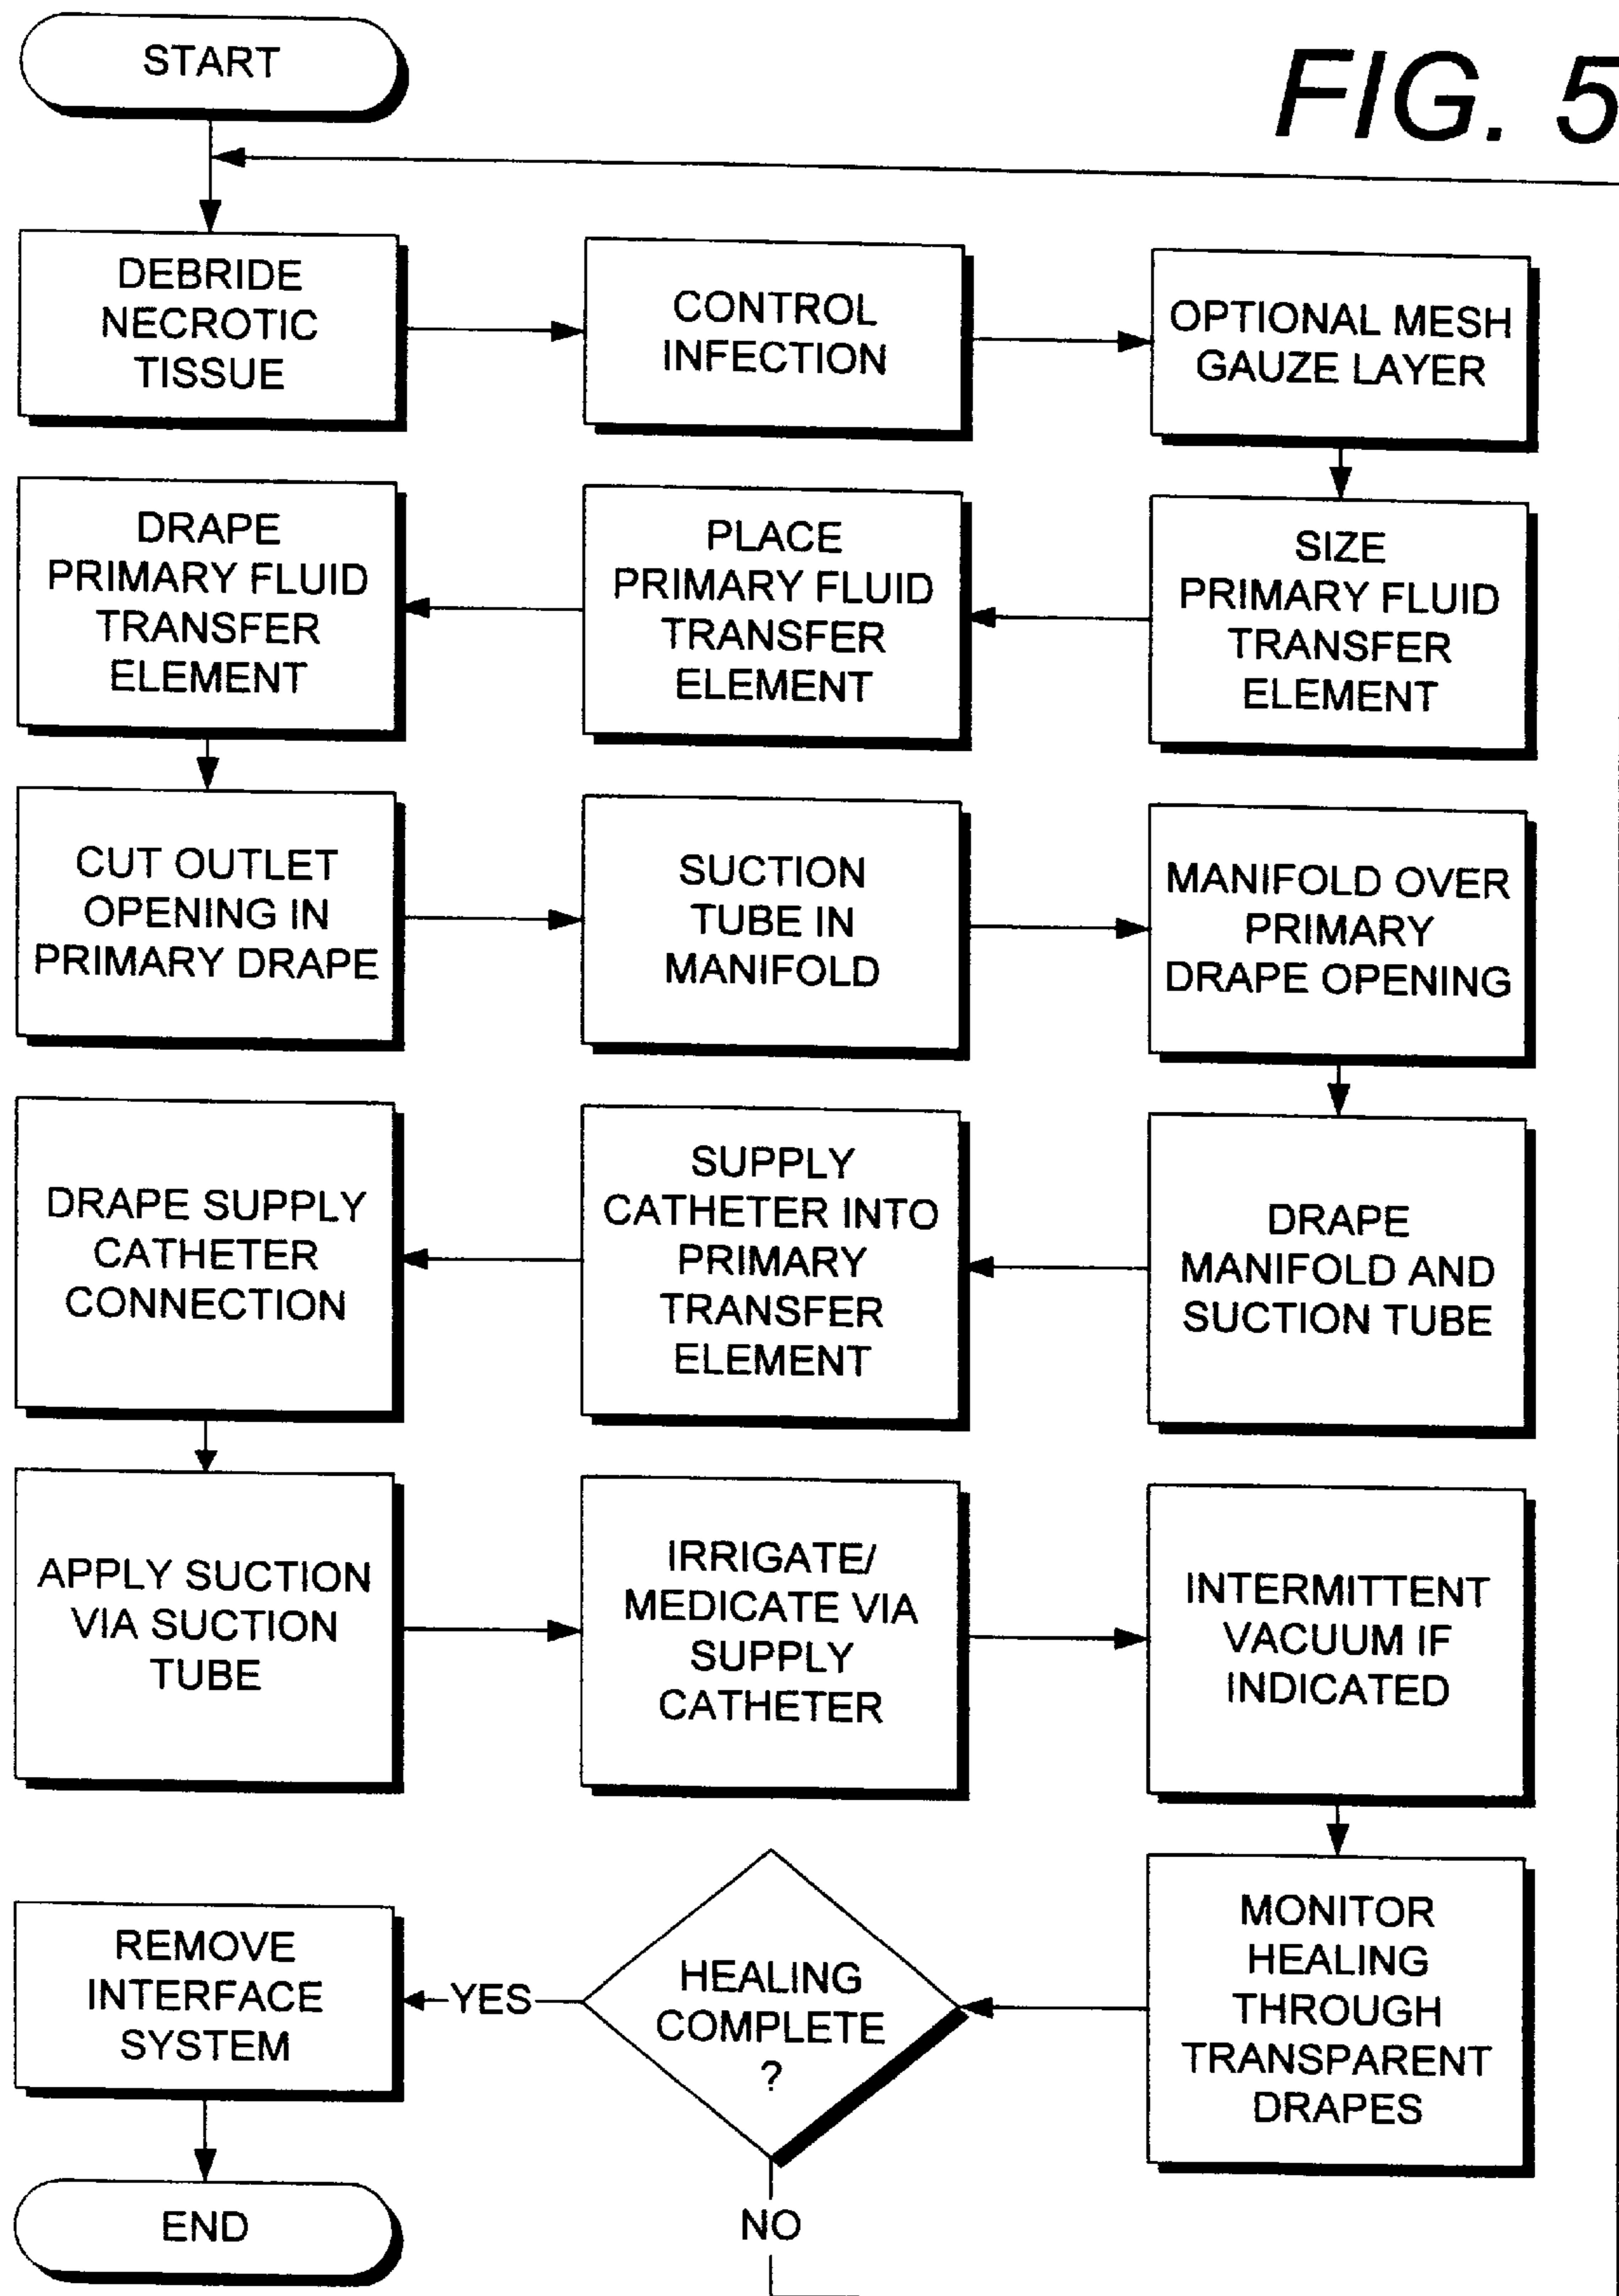 FIG. 5
START
DEBRIDE
NECROTIC
TISSUE
CONTROL
INFECTION
OPTIONAL MESH
GAUZE LAYER
SIZE
PRIMARY FLUID
TRANSFER
ELEMENT
PLACE
PRIMARY FLUID
TRANSFER
ELEMENT
DRAPE
PRIMARY FLUID
TRANSFER
ELEMENT
CUT OUTLET
OPENING IN
PRIMARY DRAPE
SUCTION
TUBE IN
MANIFOLD
MANIFOLD OVER
PRIMARY
DRAPE OPENING
DRAPE
MANIFOLD AND
SUCTION TUBE
SUPPLY
CATHETER INTO
PRIMARY
TRANSFER
ELEMENT
DRAPE SUPPLY
CATHETER
CONNECTION
APPLY SUCTION
VIA SUCTION
TUBE
IRRIGATE/
MEDICATE VIA
SUPPLY
CATHETER
INTERMITTENT
VACUUM IF
INDICATED
MONITOR
HEALING
THROUGH
TRANSPARENT
DRAPES
HEALING
COMPLETE
?
YES
REMOVE
INTERFACE
SYSTEM
END
NO